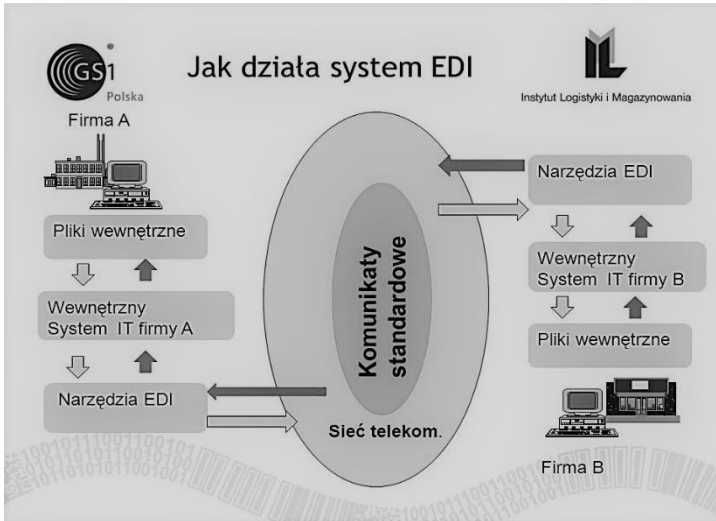 GS1
®
Polska
Jak działa system EDI
Instytut Logistyki i Magazynowania
Firma A
Pliki wewnętrzne
Wewnętrzny
System IT firmy A
Narzędzia EDI
Komunikaty
standardowe
Sieć telekom.
Narzędzia EDI
Wewnętrzny
System IT firmy B
Pliki wewnętrzne
Firma B